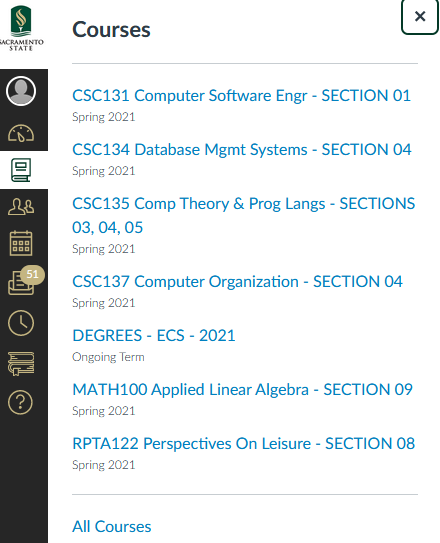 SACRAMENTO
STATE
Courses
CSC131 Computer Software Engr - SECTION 01
Spring 2021
CSC134 Database Mgmt Systems - SECTION 04
Spring 2021
CSC135 Comp Theory & Prog Langs - SECTIONS
03, 04, 05
Spring 2021
CSC137 Computer Organization - SECTION 04
Spring 2021
51
DEGREES - ECS - 2021
Ongoing Term
MATH100 Applied Linear Algebra - SECTION 09
Spring 2021
RPTA122 Perspectives On Leisure - SECTION 08
Spring 2021
All Courses